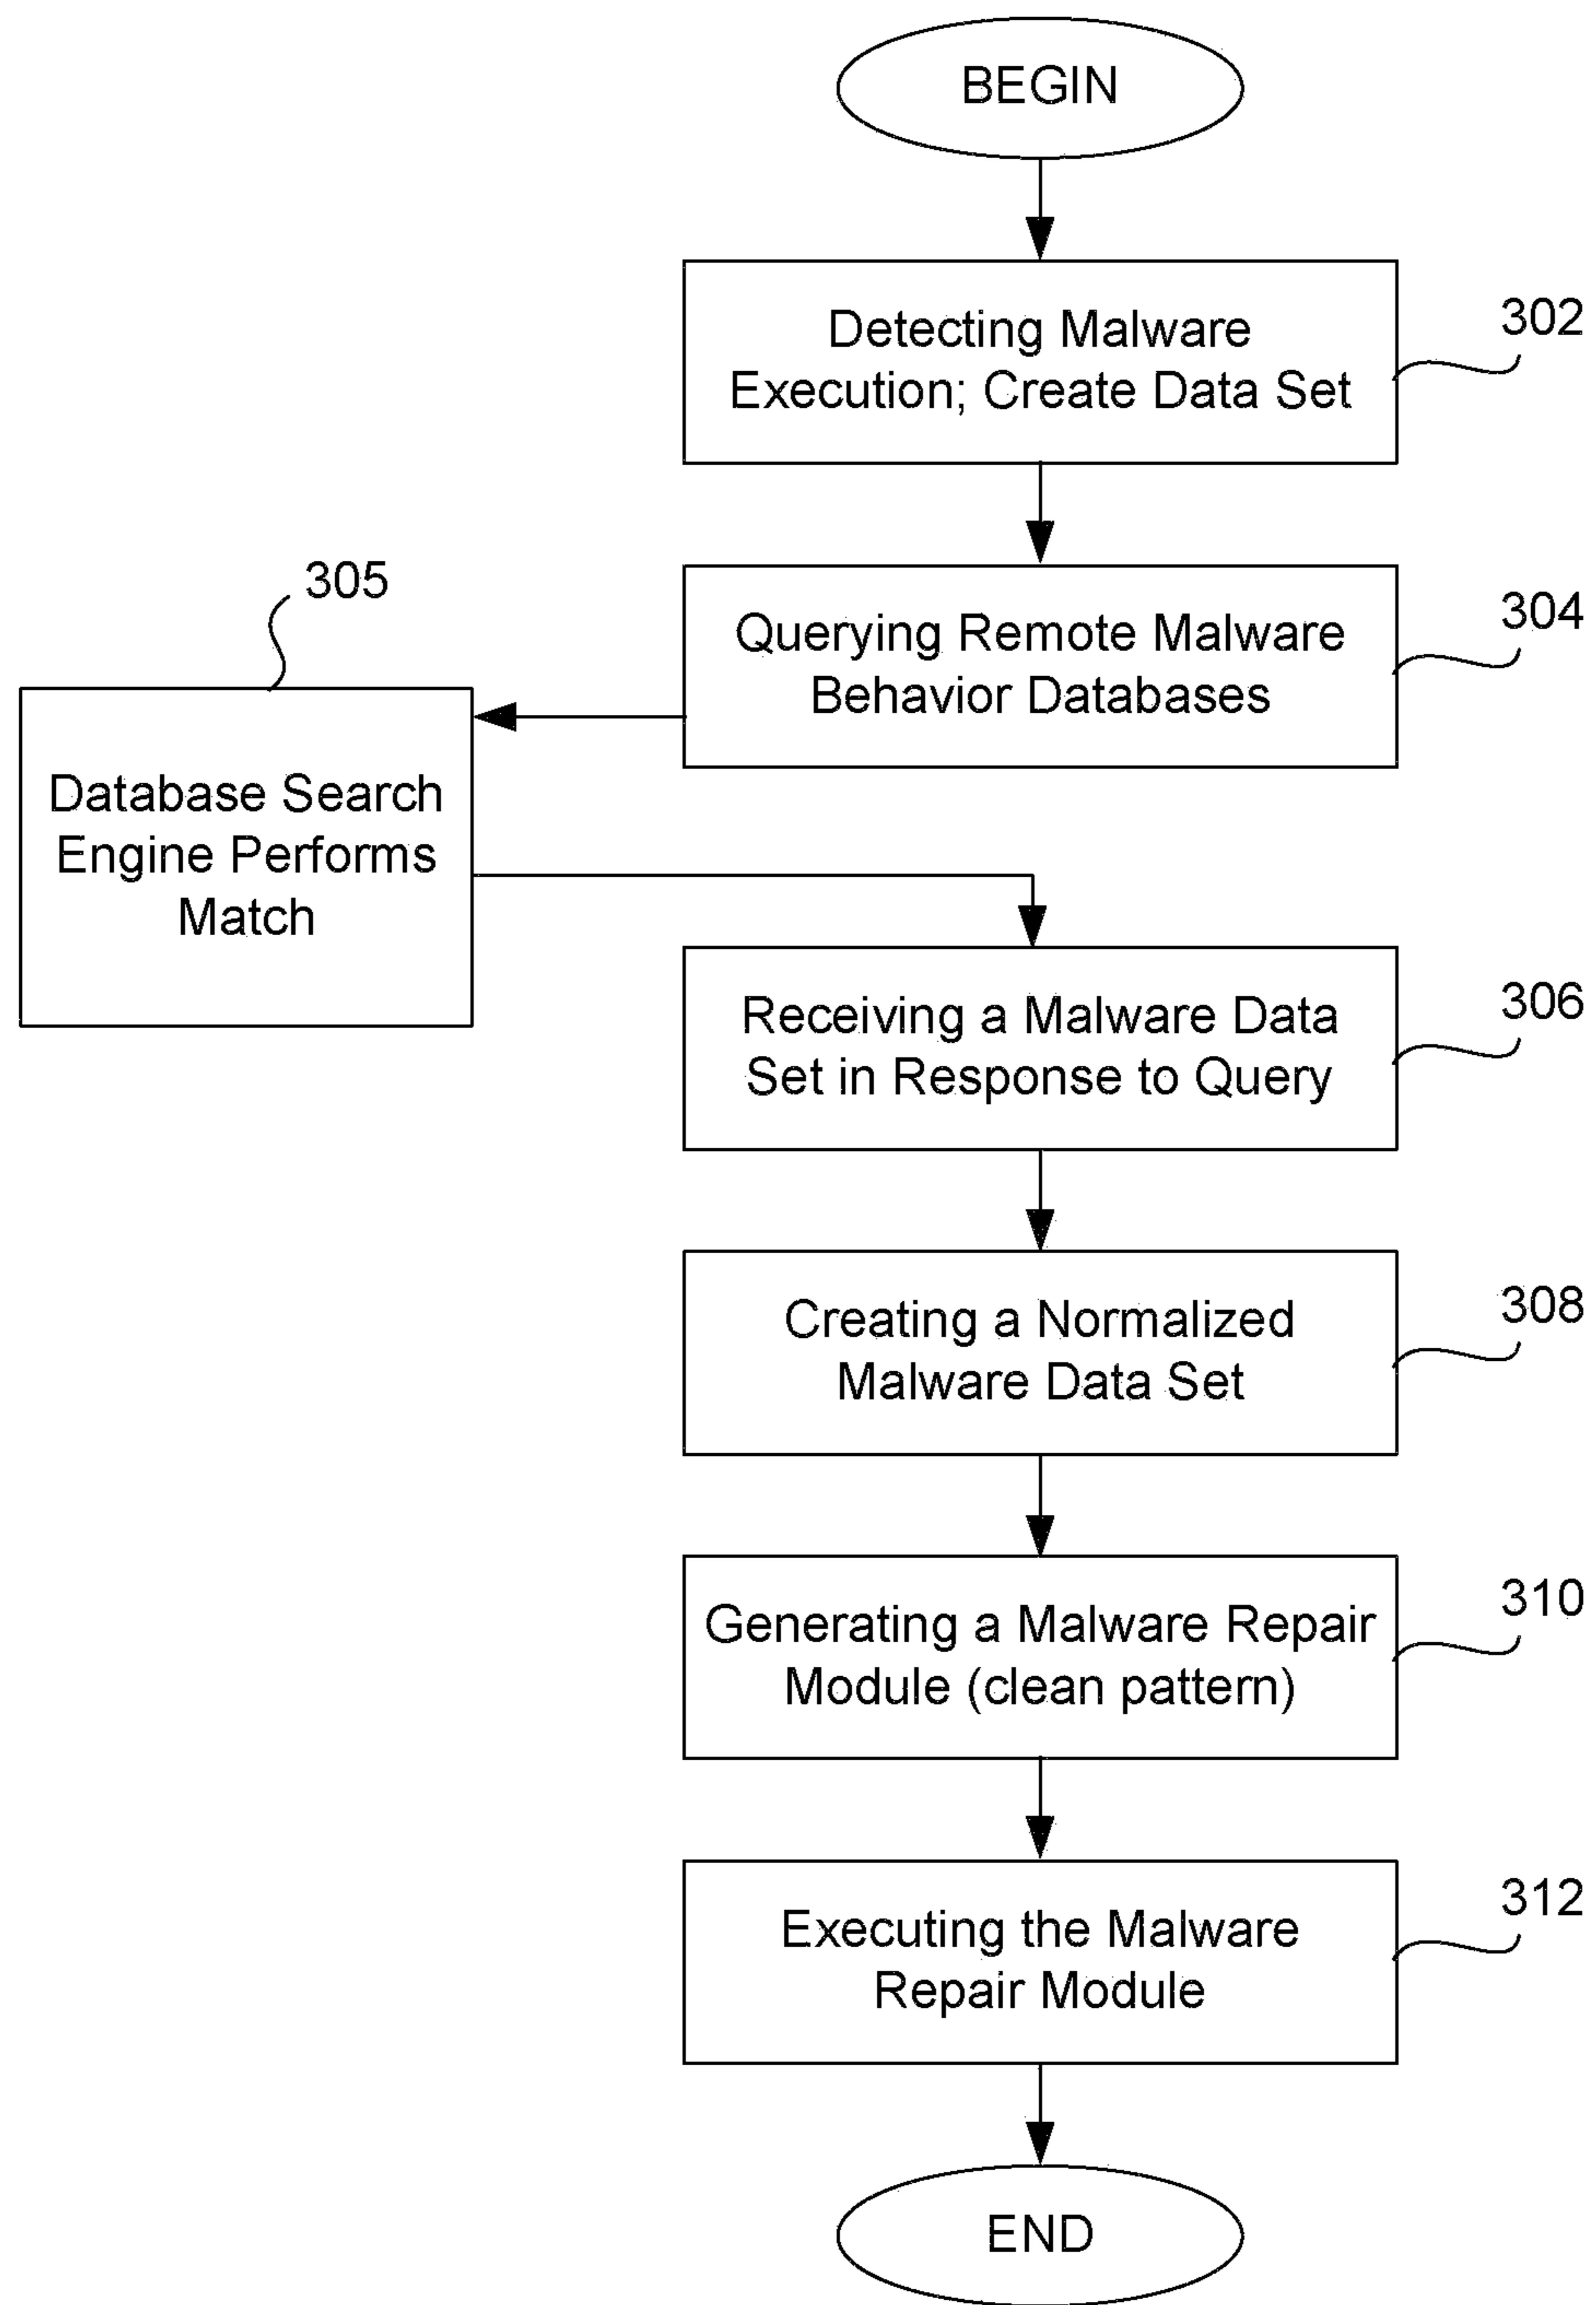 BEGIN
Detecting Malware
Execution; Create Data Set
302
305
Querying Remote Malware
Behavior Databases
304
Database Search
Engine Performs
Match
Receiving a Malware Data
Set in Response to Query
306
Creating a Normalized
Malware Data Set
308
Generating a Malware Repair
Module (clean pattern)
310
Executing the Malware
Repair Module
312
END